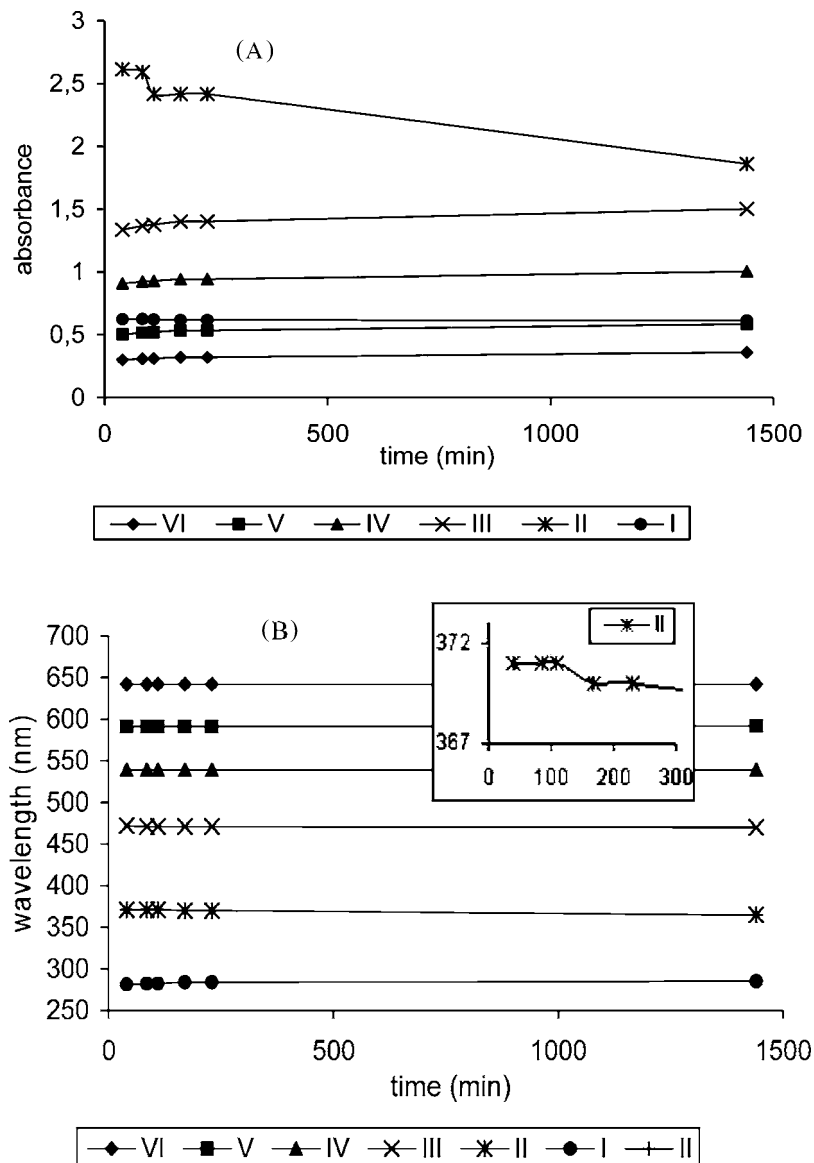 (A)
3
2,5
2
1,5
1
0,5
0
absorbance
0 500 1000 1500
time (min)
VI V IV III II I
(B)
700
650
600
550
500
450
400
350
300
250
wavelength (nm)
II
372
367
0 100 200 300
0 500 1000 1500
time (min)
VI V IV III II I II